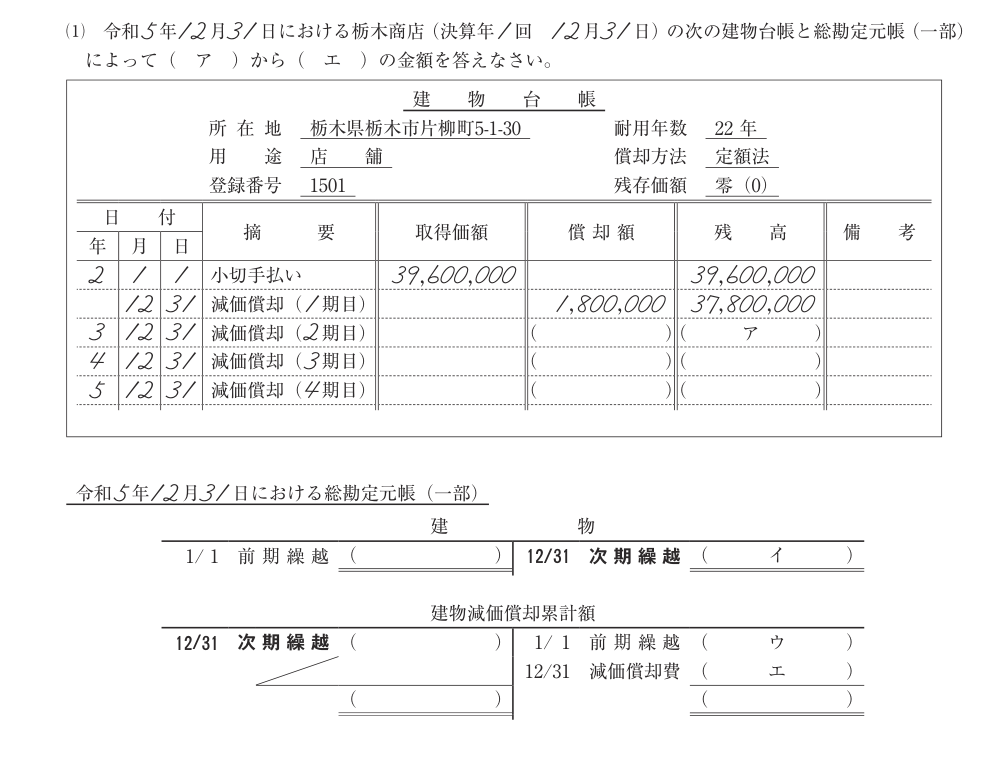 (1) 令和5年12月31日における栃木商店（決算年1回 12月31日）の次の建物台帳と総勘定元帳（一部）
によって（ ア ）から（ エ ）の金額を答えなさい。
建 物 台 帳
所在地 栃木県栃木市片柳町5-1-30 耐用年数 22年
用 途 店 舗 償却方法 定額法
登録番号 1501 残存価額 零（0）
日 付 摘 要 取得価額 償却額 残 高 備 考
年 月 日
2 1 1 小切手払い 39,600,000 39,600,000
12 31 減価償却（1期目） 1,800,000 37,800,000
3 12 31 減価償却（2期目） （ ） （ ア ）
4 12 31 減価償却（3期目） （ ） （ ）
5 12 31 減価償却（4期目） （ ） （ ）
令和5年12月31日における総勘定元帳（一部）
建 物
1/1 前期繰越 （ ） 12/31 次期繰越 （ イ ）
建物減価償却累計額
12/31 次期繰越 （ ） 1/1 前期繰越 （ ウ ）
12/31 減価償却費 （ エ ）
（ ） （ ）